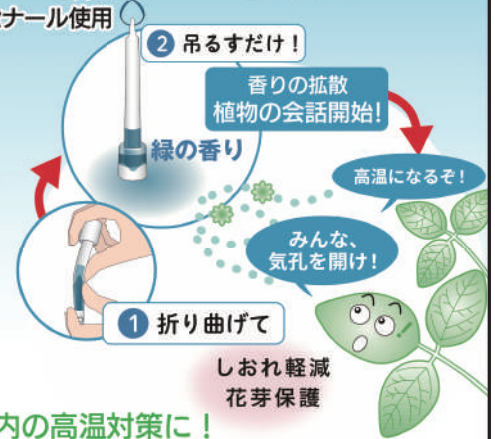 ナール使用
② 吊るすだけ！
香りの拡散
植物の会話開始！
緑の香り
高温になるぞ！
みんな、
気孔を開け！
① 折り曲げて
しおれ軽減
花芽保護
内の高温対策に！